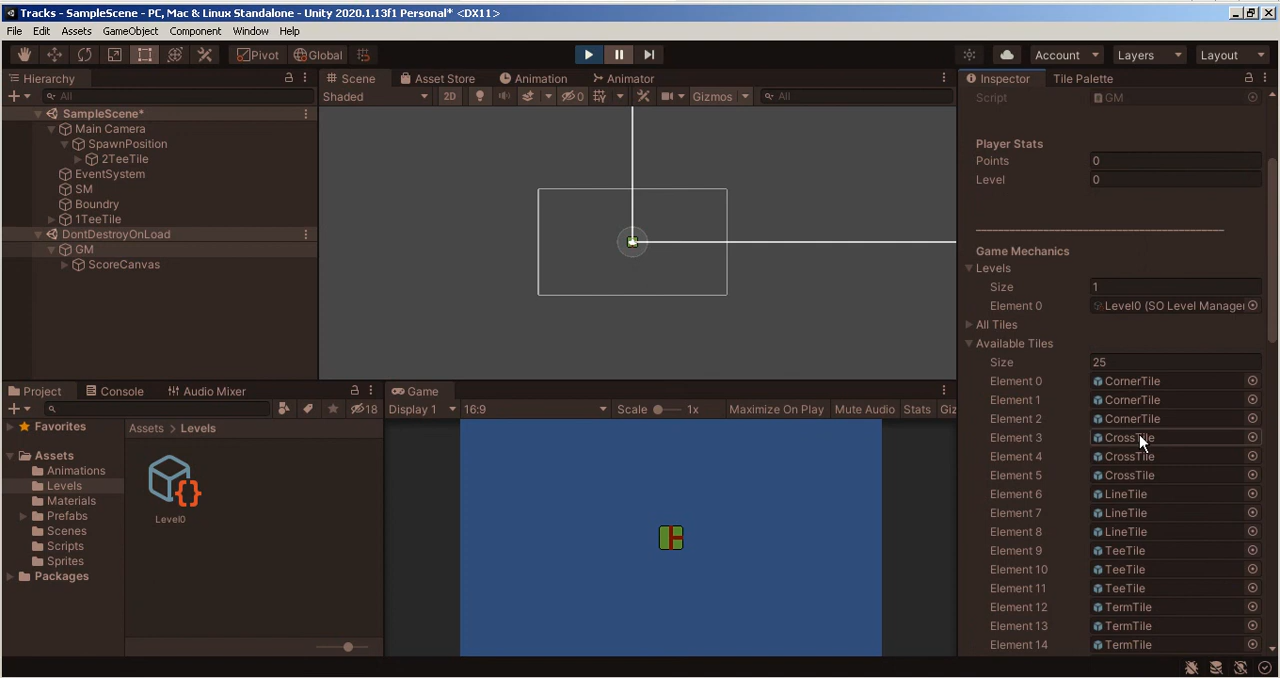 Tracks - SampleScene - PC, Mac & Linux Standalone - Unity 2020.1.13f1 Personal* <DX11>
File Edit Assets GameObject Component Window Help
Pivot Global Account Layers Layout
Hierarchy Scene Asset Store Animation Animator Inspector Tile Palette
All Shaded 2D 0 Gizmos All Script GM
SampleScene*
Main Camera
SpawnPosition
2TeeTile
EventSystem
SM
Boundry
1TeeTile
DontDestroyOnLoad
GM
ScoreCanvas
Player Stats
Points 0
Level 0
Game Mechanics
Levels
Size 1
Element 0 Level0 (SO Level Manager
All Tiles
Available Tiles
Size 25
Element 0 CornerTile
Element 1 CornerTile
Element 2 CornerTile
Element 3 CrossTile
Element 4 CrossTile
Element 5 CrossTile
Element 6 LineTile
Element 7 LineTile
Element 8 LineTile
Element 9 TeeTile
Element 10 TeeTile
Element 11 TeeTile
Element 12 TermTile
Element 13 TermTile
Element 14 TermTile
Project Console Audio Mixer
18
Favorites
Assets
Animations
Levels
Materials
Prefabs
Scenes
Scripts
Sprites
Packages
Assets > Levels
Level0
Game
Display 1 16:9 Scale 1x Maximize On Play Mute Audio Stats Giz